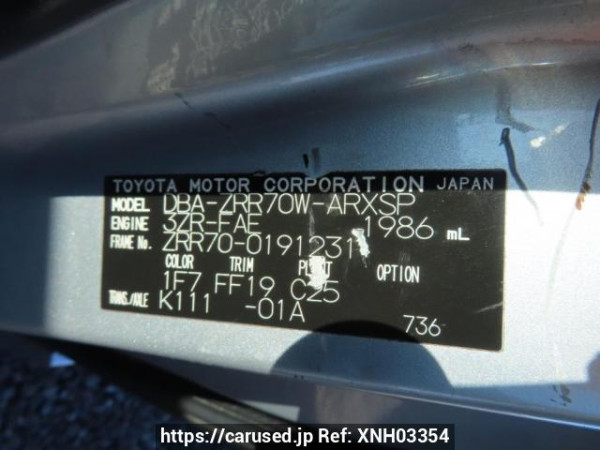 TOYOTA MOTOR CORPORATION JAPAN
MODEL DBA-ZRR70W-ARXSP
ENGINE 3ZR-FAE 1986 mL
FRAME No. ZRR70-0191231
COLOR TRIM PLANT OPTION
1F7 FF19 C25
TRANS./AXLE K111 -01A
736
https://carused.jp Ref: XNH03354